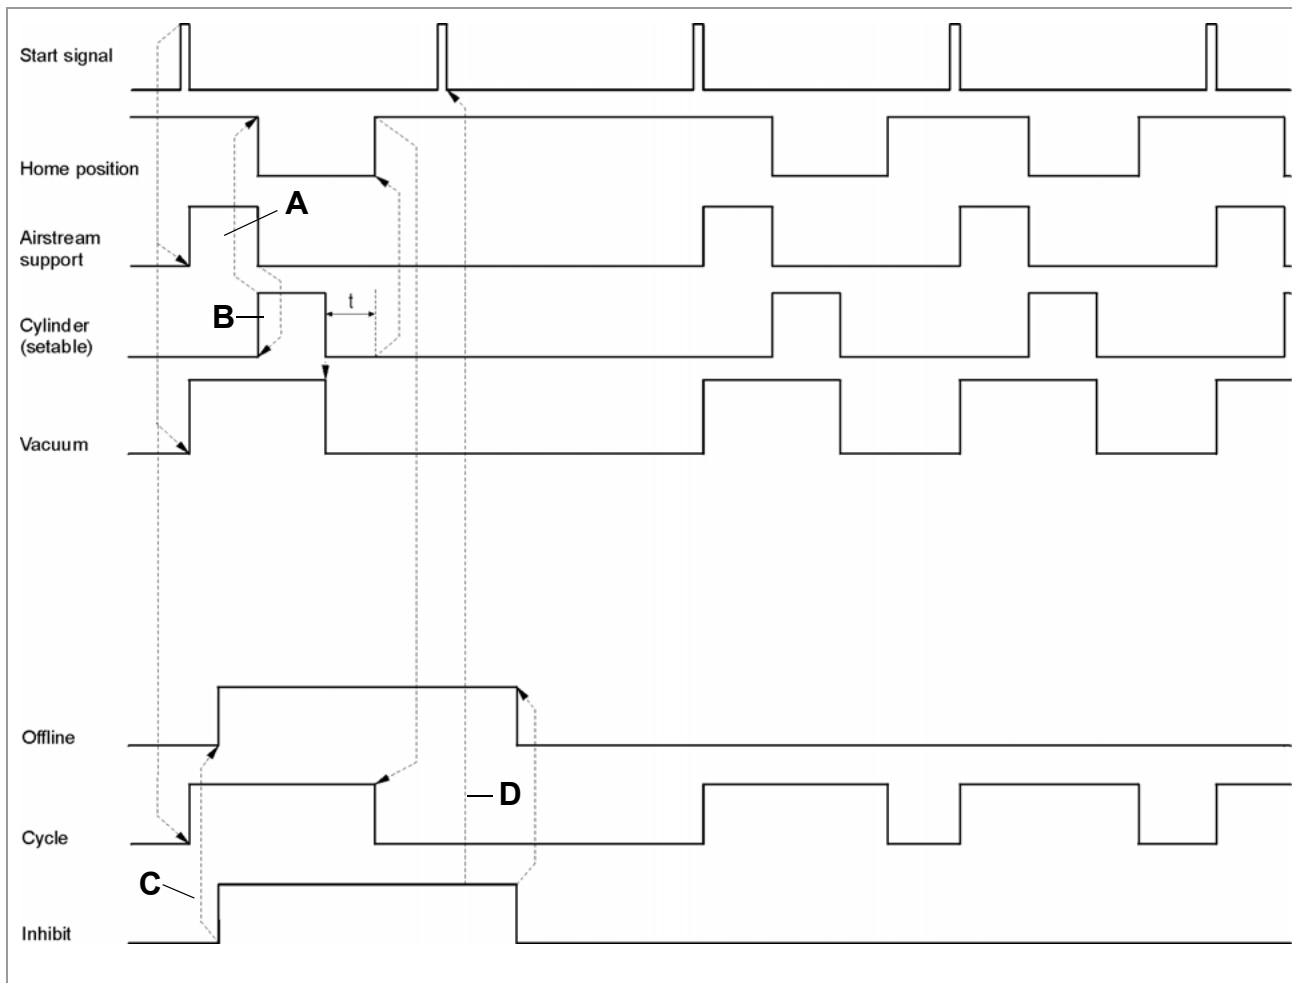 Start signal
Home position
A
Airstream
support
B
t
Cylinder
(setable)
Vacuum
Offline
D
Cycle
C
Inhibit